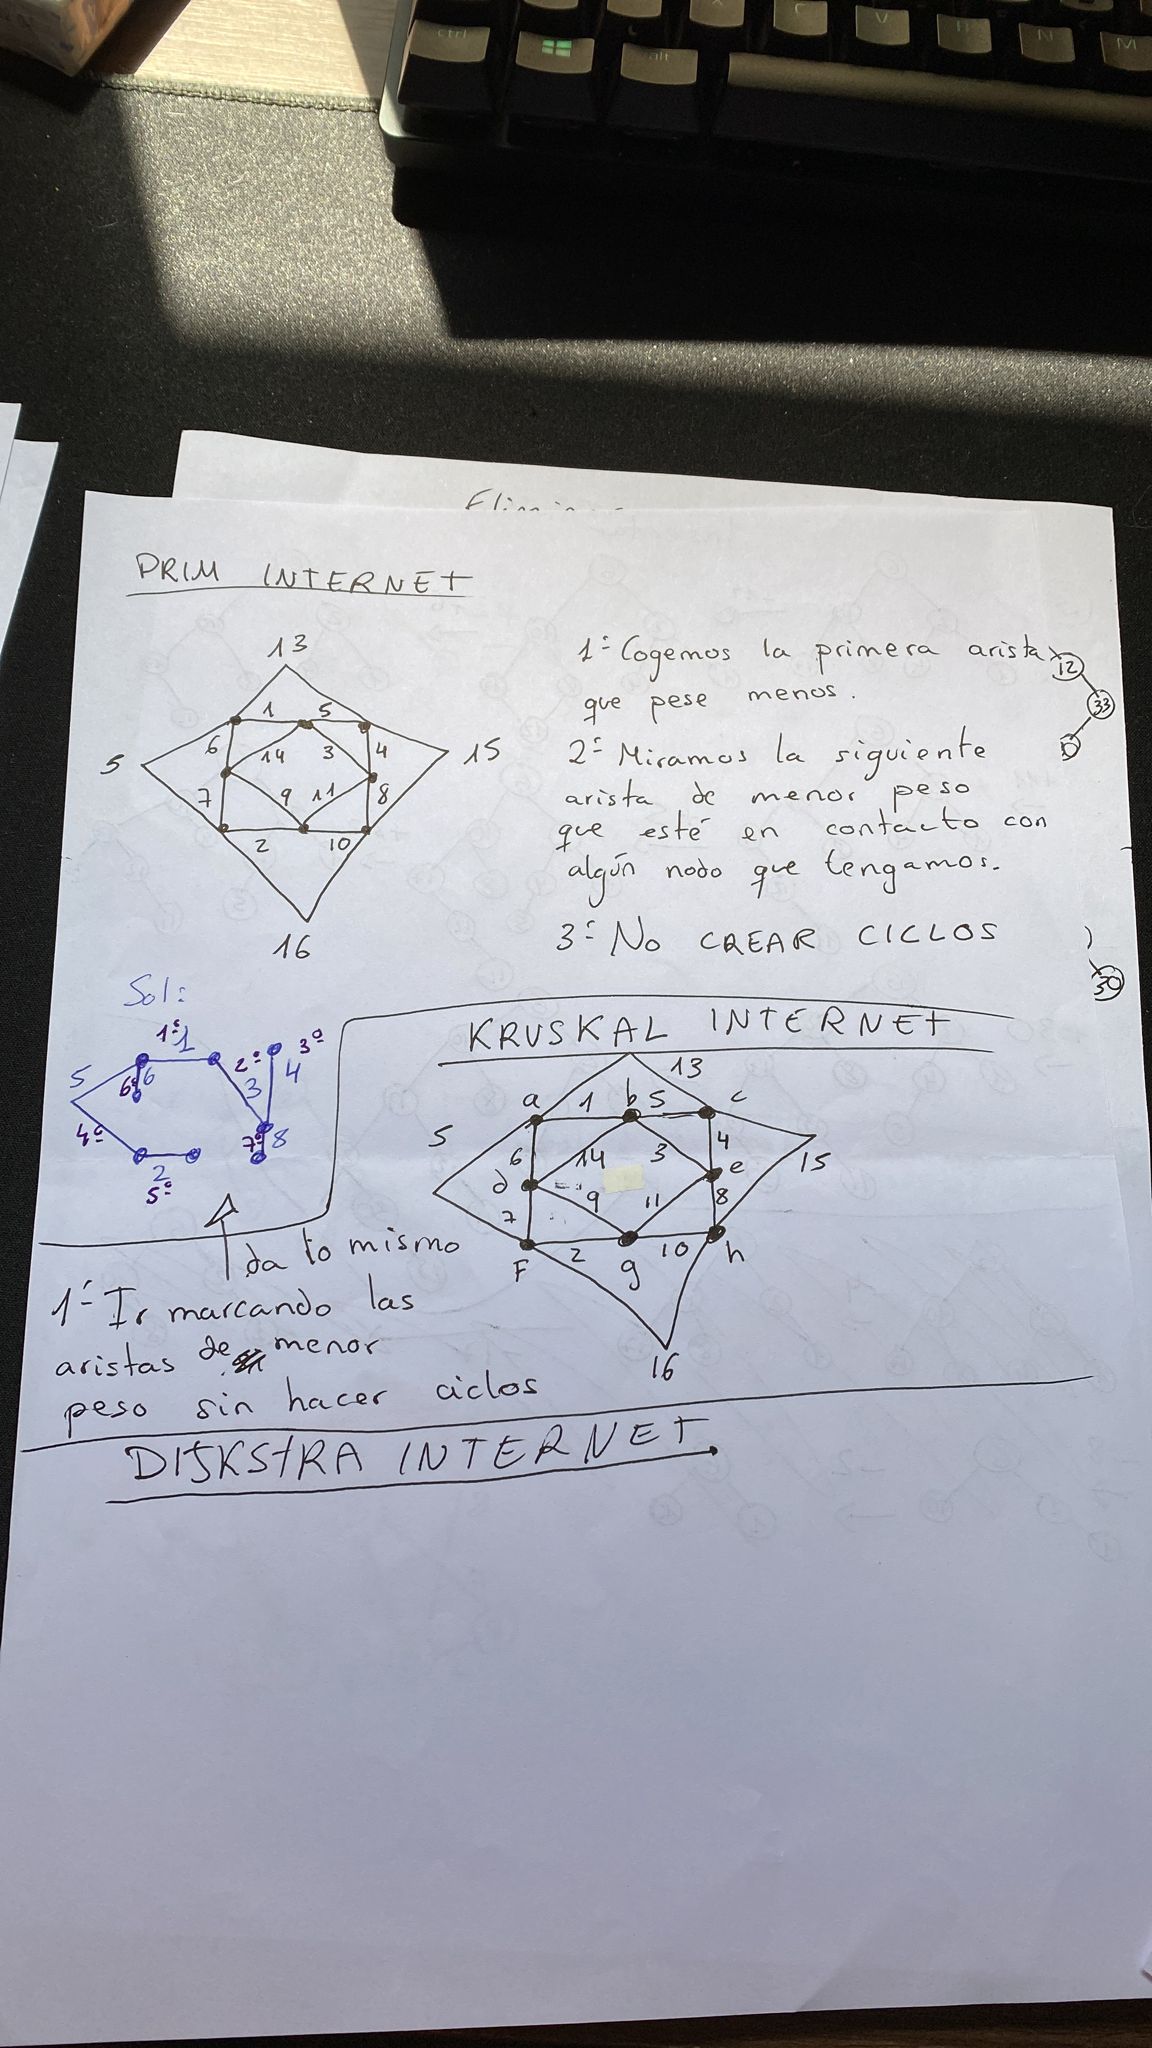 ctrl
alt
X
C
V
B
N
M
PRIM INTERNET
13
1 5
6 14 3 4
5 15
7 9 11 8
2 10
16
1º Cogemos la primera arista
que pese menos.
2º Miramos la siguiente
arista de menor peso
que esté en contacto con
algún nodo que tengamos.
3º NO CREAR CICLOS
12
33
30
Sol:
1º 1
2º 3º
5 6º 6 3 4
4º 7º 8
2
5º
KRUSKAL INTERNET
13
a 1 b 5 c
5 6 14 3 4
d e 15
7 9 11 8
F 2 g 10 h
16
da lo mismo
1º Ir marcando las
aristas de menor
peso sin hacer ciclos
DIJKSTRA INTERNET